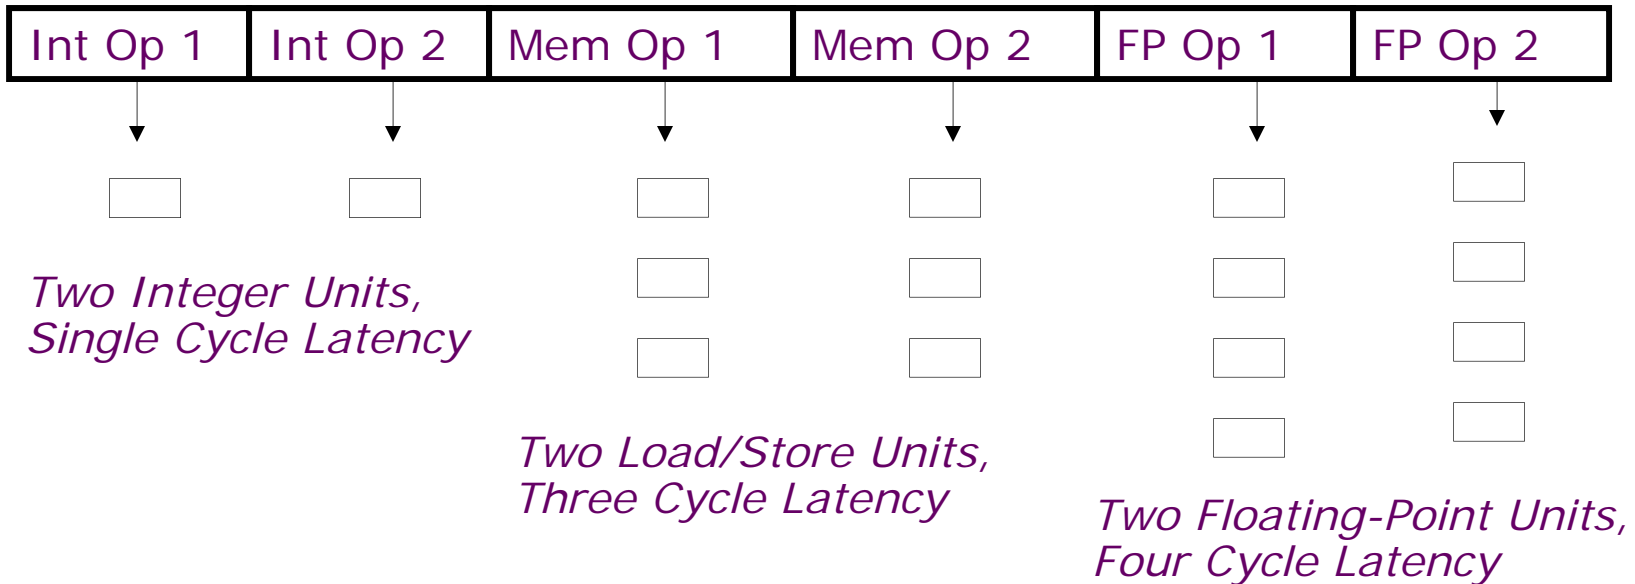 Int Op 1 Int Op 2 Mem Op 1 Mem Op 2 FP Op 1 FP Op 2
Two Integer Units,
Single Cycle Latency
Two Load/Store Units,
Three Cycle Latency
Two Floating-Point Units,
Four Cycle Latency